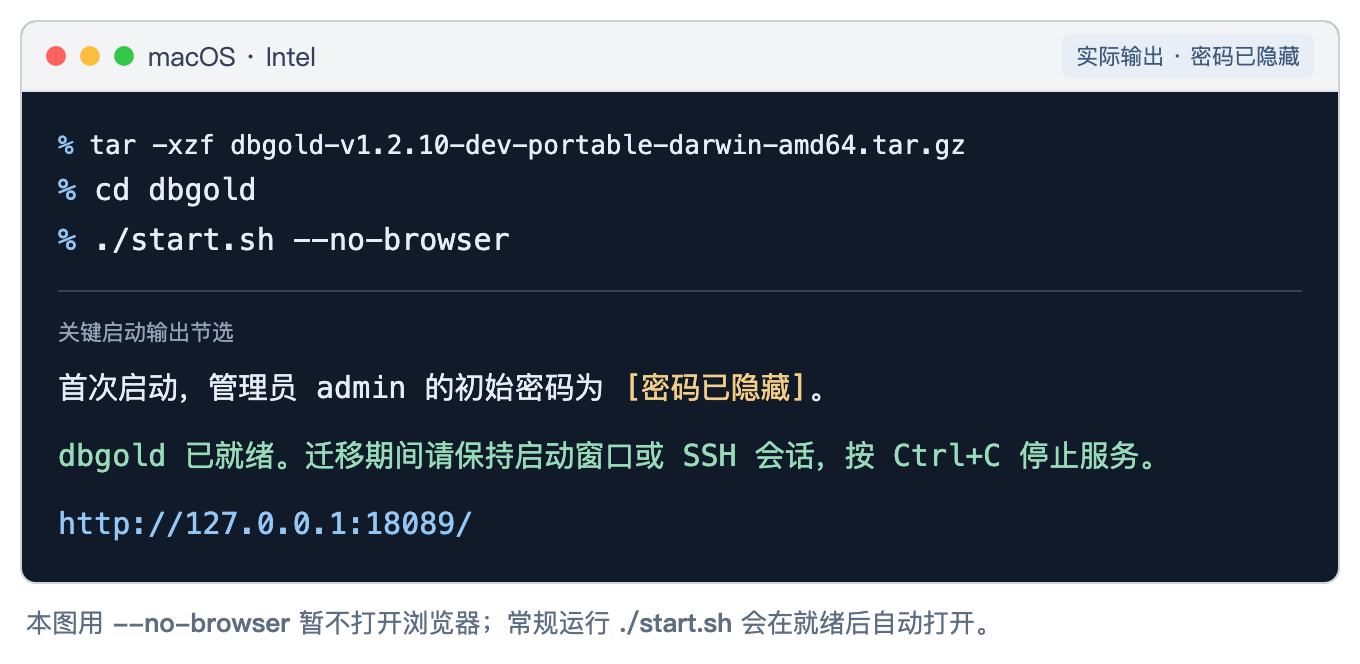 macOS · Intel
实际输出 · 密码已隐藏
% tar -xzf dbgold-v1.2.10-dev-portable-darwin-amd64.tar.gz
% cd dbgold
% ./start.sh --no-browser
关键启动输出节选
首次启动，管理员 admin 的初始密码为 [密码已隐藏]。
dbgold 已就绪。迁移期间请保持启动窗口或 SSH 会话，按 Ctrl+C 停止服务。
http://127.0.0.1:18089/
本图用 --no-browser 暂不打开浏览器；常规运行 ./start.sh 会在就绪后自动打开。